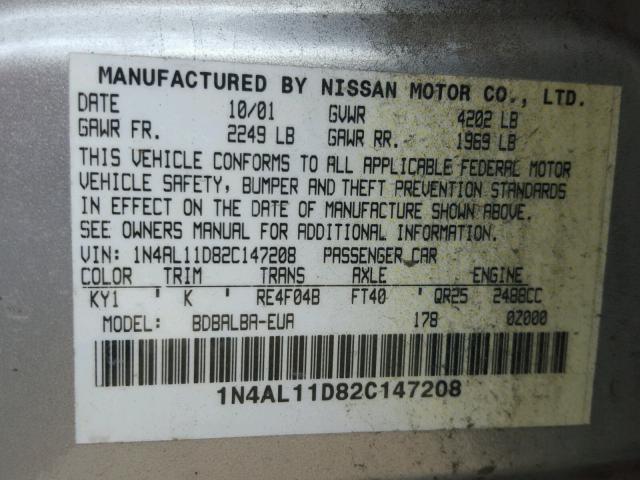 MANUFACTURED BY NISSAN MOTOR CO., LTD.
DATE 10/01 GVWR 4202 LB
GAWR FR. 2249 LB GAWR RR. 1969 LB
THIS VEHICLE CONFORMS TO ALL APPLICABLE FEDERAL MOTOR
VEHICLE SAFETY, BUMPER AND THEFT PREVENTION STANDARDS
IN EFFECT ON THE DATE OF MANUFACTURE SHOWN ABOVE.
SEE OWNERS MANUAL FOR ADDITIONAL INFORMATION.
VIN: 1N4AL11D82C147208 PASSENGER CAR
COLOR TRIM TRANS AXLE ENGINE
KY1 ' K ' RE4F04B FT40 ' QR25 2488CC
MODEL: BDBALBA-EUA 178 0Z000
1N4AL11D82C147208